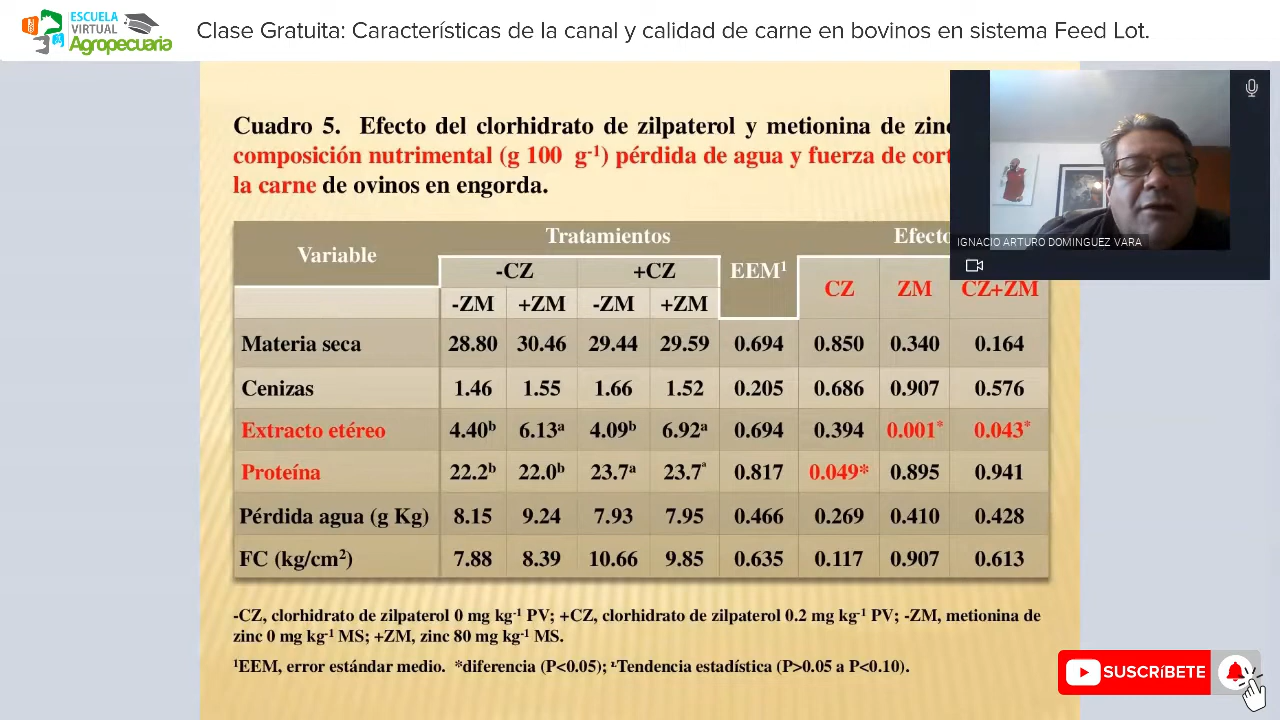 ESCUELA
VIRTUAL
Agropecuaria
Clase Gratuita: Características de la canal y calidad de carne en bovinos en sistema Feed Lot.
Cuadro 5. Efecto del clorhidrato de zilpaterol y metionina de zinc
composición nutrimental (g 100 g⁻¹) pérdida de agua y fuerza de cort
la carne de ovinos en engorda.
IGNACIO ARTURO DOMINGUEZ VARA
Variable Tratamientos EEM¹ Efecto
-CZ +CZ CZ ZM CZ+ZM
-ZM +ZM -ZM +ZM
Materia seca 28.80 30.46 29.44 29.59 0.694 0.850 0.340 0.164
Cenizas 1.46 1.55 1.66 1.52 0.205 0.686 0.907 0.576
Extracto etéreo 4.40ᵇ 6.13ᵃ 4.09ᵇ 6.92ᵃ 0.694 0.394 0.001* 0.043*
Proteína 22.2ᵇ 22.0ᵇ 23.7ᵃ 23.7ᵃ 0.817 0.049* 0.895 0.941
Pérdida agua (g Kg) 8.15 9.24 7.93 7.95 0.466 0.269 0.410 0.428
FC (kg/cm²) 7.88 8.39 10.66 9.85 0.635 0.117 0.907 0.613
-CZ, clorhidrato de zilpaterol 0 mg kg⁻¹ PV; +CZ, clorhidrato de zilpaterol 0.2 mg kg⁻¹ PV; -ZM, metionina de
zinc 0 mg kg⁻¹ MS; +ZM, zinc 80 mg kg⁻¹ MS.
¹EEM, error estándar medio. *diferencia (P<0.05); Tendencia estadística (P>0.05 a P<0.10).
SUSCRíBETE